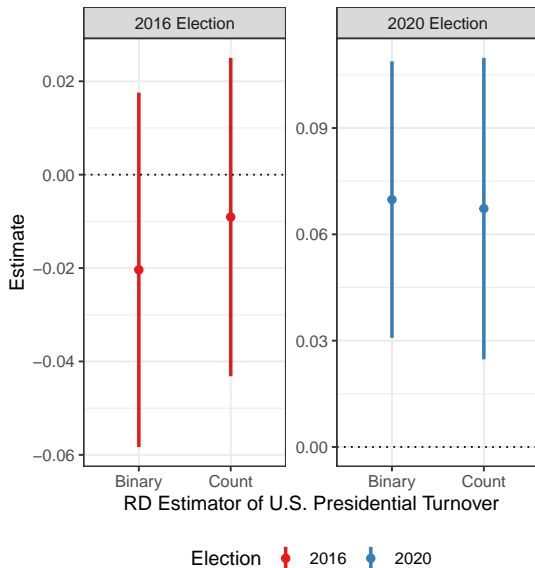 2016 Election
2020 Election
Estimate
0.02
0.00
−0.02
−0.04
−0.06
0.09
0.06
0.03
0.00
Binary Count
Binary Count
RD Estimator of U.S. Presidential Turnover
Election 2016 2020